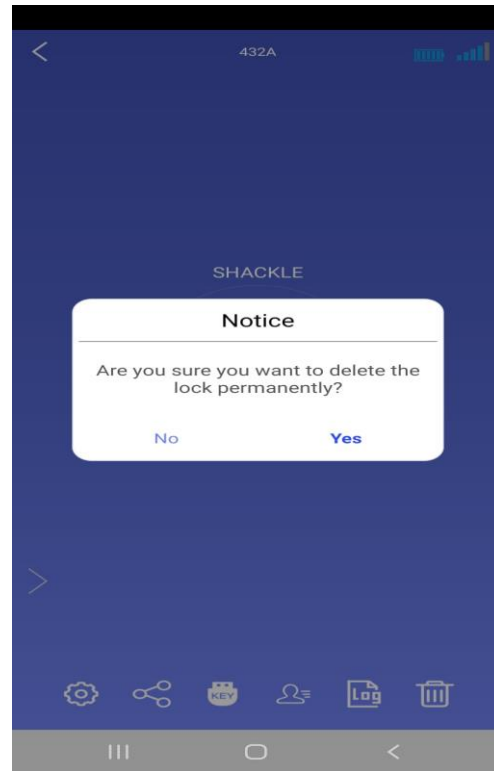 432A
SHACKLE
Notice
Are you sure you want to delete the
lock permanently?
No Yes
KEY
Log